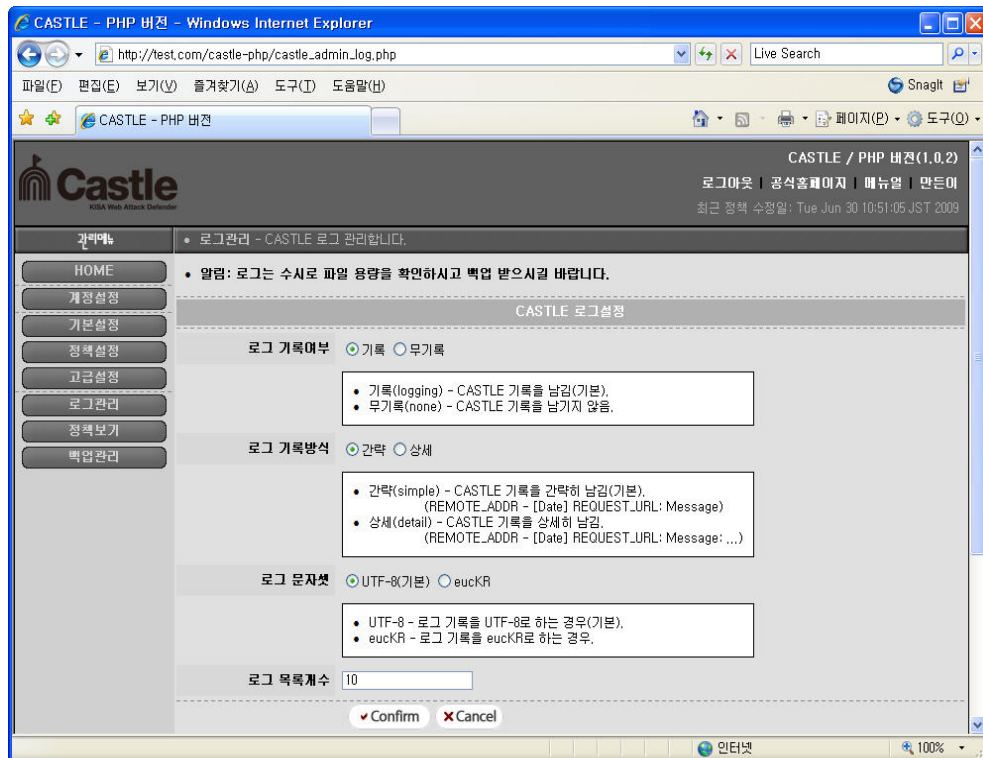 CASTLE - PHP 버전 - Windows Internet Explorer
http://test.com/castle-php/castle_admin_log.php
Live Search
파일(F) 편집(E) 보기(V) 즐겨찾기(A) 도구(T) 도움말(H)
SnagIt
CASTLE - PHP 버전
페이지(P) 도구(O)
CASTLE / PHP 버전(1.0.2)
Castle
KISA Web Attack Defender
로그아웃 | 공식홈페이지 | 메뉴얼 | 만든이
최근 정책 수정일: Tue Jun 30 10:51:05 JST 2009
관리메뉴
• 로그관리 - CASTLE 로그 관리합니다.
HOME
계정설정
기본설정
정책설정
고급설정
로그관리
정책보기
백업관리
• 알림: 로그는 수시로 파일 용량을 확인하시고 백업 받으시길 바랍니다.
CASTLE 로그설정
로그 기록여부 기록 무기록
• 기록(logging) - CASTLE 기록을 남김(기본).
• 무기록(none) - CASTLE 기록을 남기지 않음.
로그 기록방식 간략 상세
• 간략(simple) - CASTLE 기록을 간략히 남김(기본).
(REMOTE_ADDR - [Date] REQUEST_URL: Message)
• 상세(detail) - CASTLE 기록을 상세히 남김.
(REMOTE_ADDR - [Date] REQUEST_URL: Message: ...)
로그 문자셋 UTF-8(기본) eucKR
• UTF-8 - 로그 기록을 UTF-8로 하는 경우(기본).
• eucKR - 로그 기록을 eucKR로 하는 경우.
로그 목록개수 10
Confirm Cancel
인터넷 100%